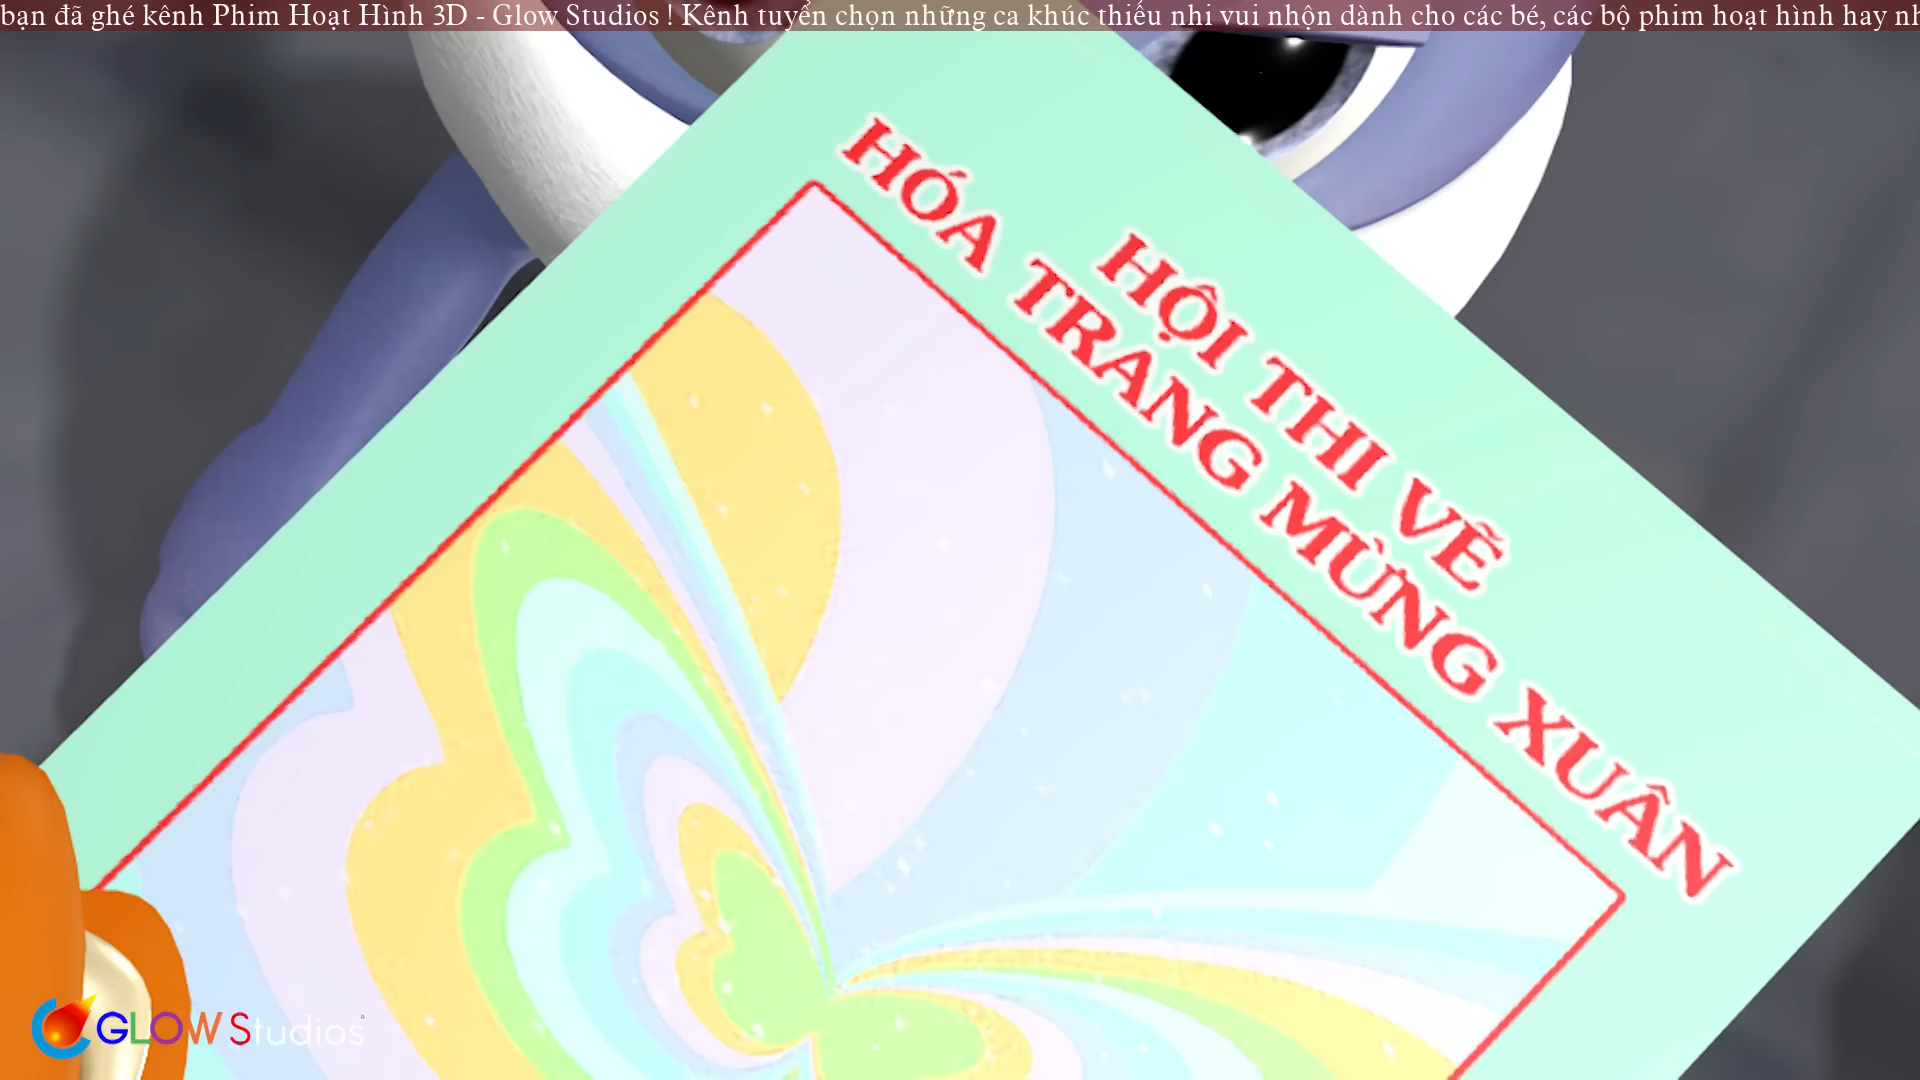 bạn đã ghé kênh Phim Hoạt Hình 3D - Glow Studios ! Kênh tuyển chọn những ca khúc thiếu nhi vui nhộn dành cho các bé, các bộ phim hoạt hình hay
HỘI THI VẼ
HÓA TRANG MỪNG XUÂN
GLOW Studios